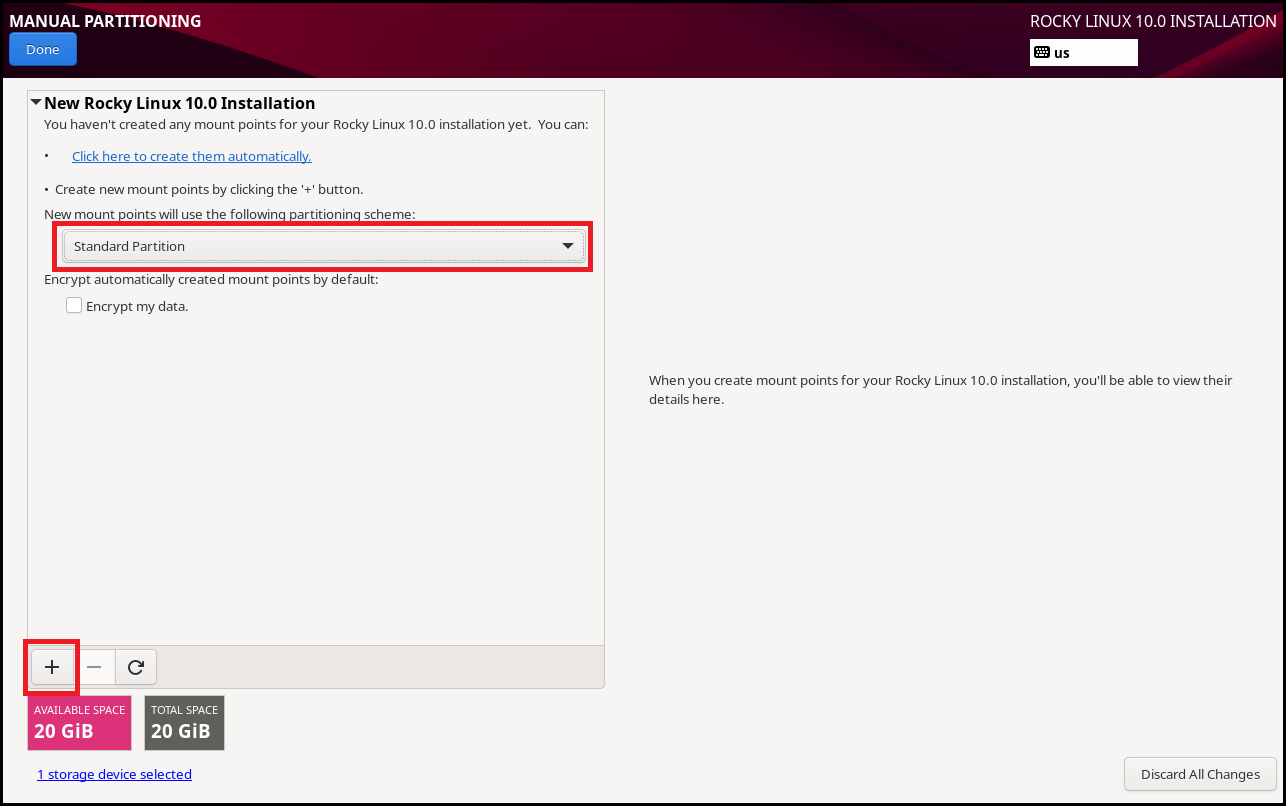 MANUAL PARTITIONING
ROCKY LINUX 10.0 INSTALLATION
Done
us
New Rocky Linux 10.0 Installation
You haven't created any mount points for your Rocky Linux 10.0 installation yet.  You can:
• Click here to create them automatically.
• Create new mount points by clicking the '+' button.
New mount points will use the following partitioning scheme:
Standard Partition
Encrypt automatically created mount points by default:
Encrypt my data.
When you create mount points for your Rocky Linux 10.0 installation, you'll be able to view their
details here.
AVAILABLE SPACE
20 GiB
TOTAL SPACE
20 GiB
1 storage device selected
Discard All Changes